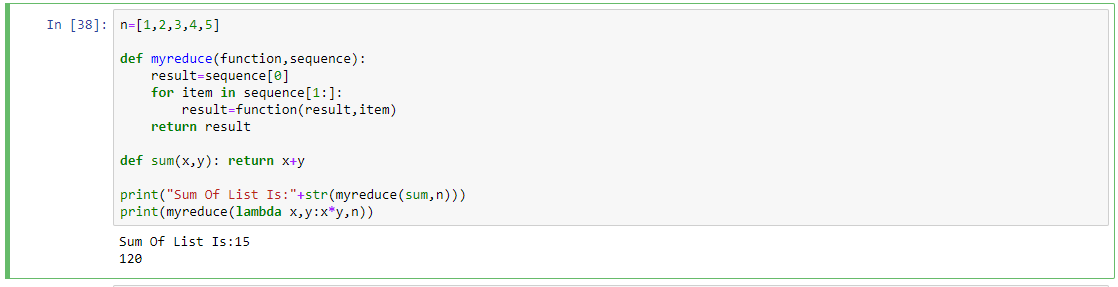 In [38]: n=[1,2,3,4,5]
def myreduce(function,sequence):
    result=sequence[0]
    for item in sequence[1:]:
        result=function(result,item)
    return result
def sum(x,y): return x+y
print("Sum Of List Is:"+str(myreduce(sum,n)))
print(myreduce(lambda x,y:x*y,n))
Sum Of List Is:15
120